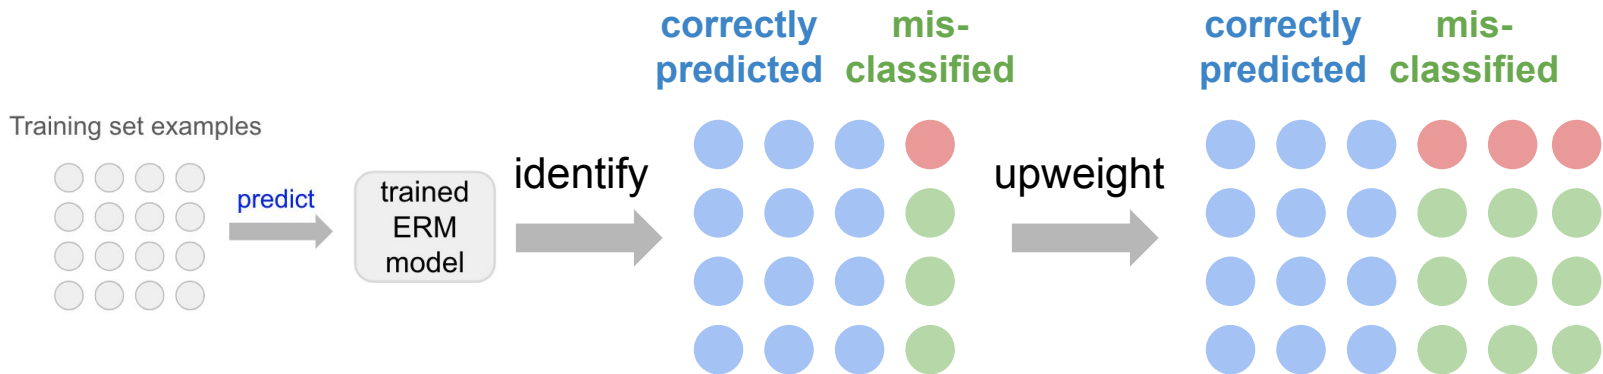 Training set examples
predict
trained
ERM
model
identify
correctly
predicted
mis-
classified
upweight
correctly
predicted
mis-
classified